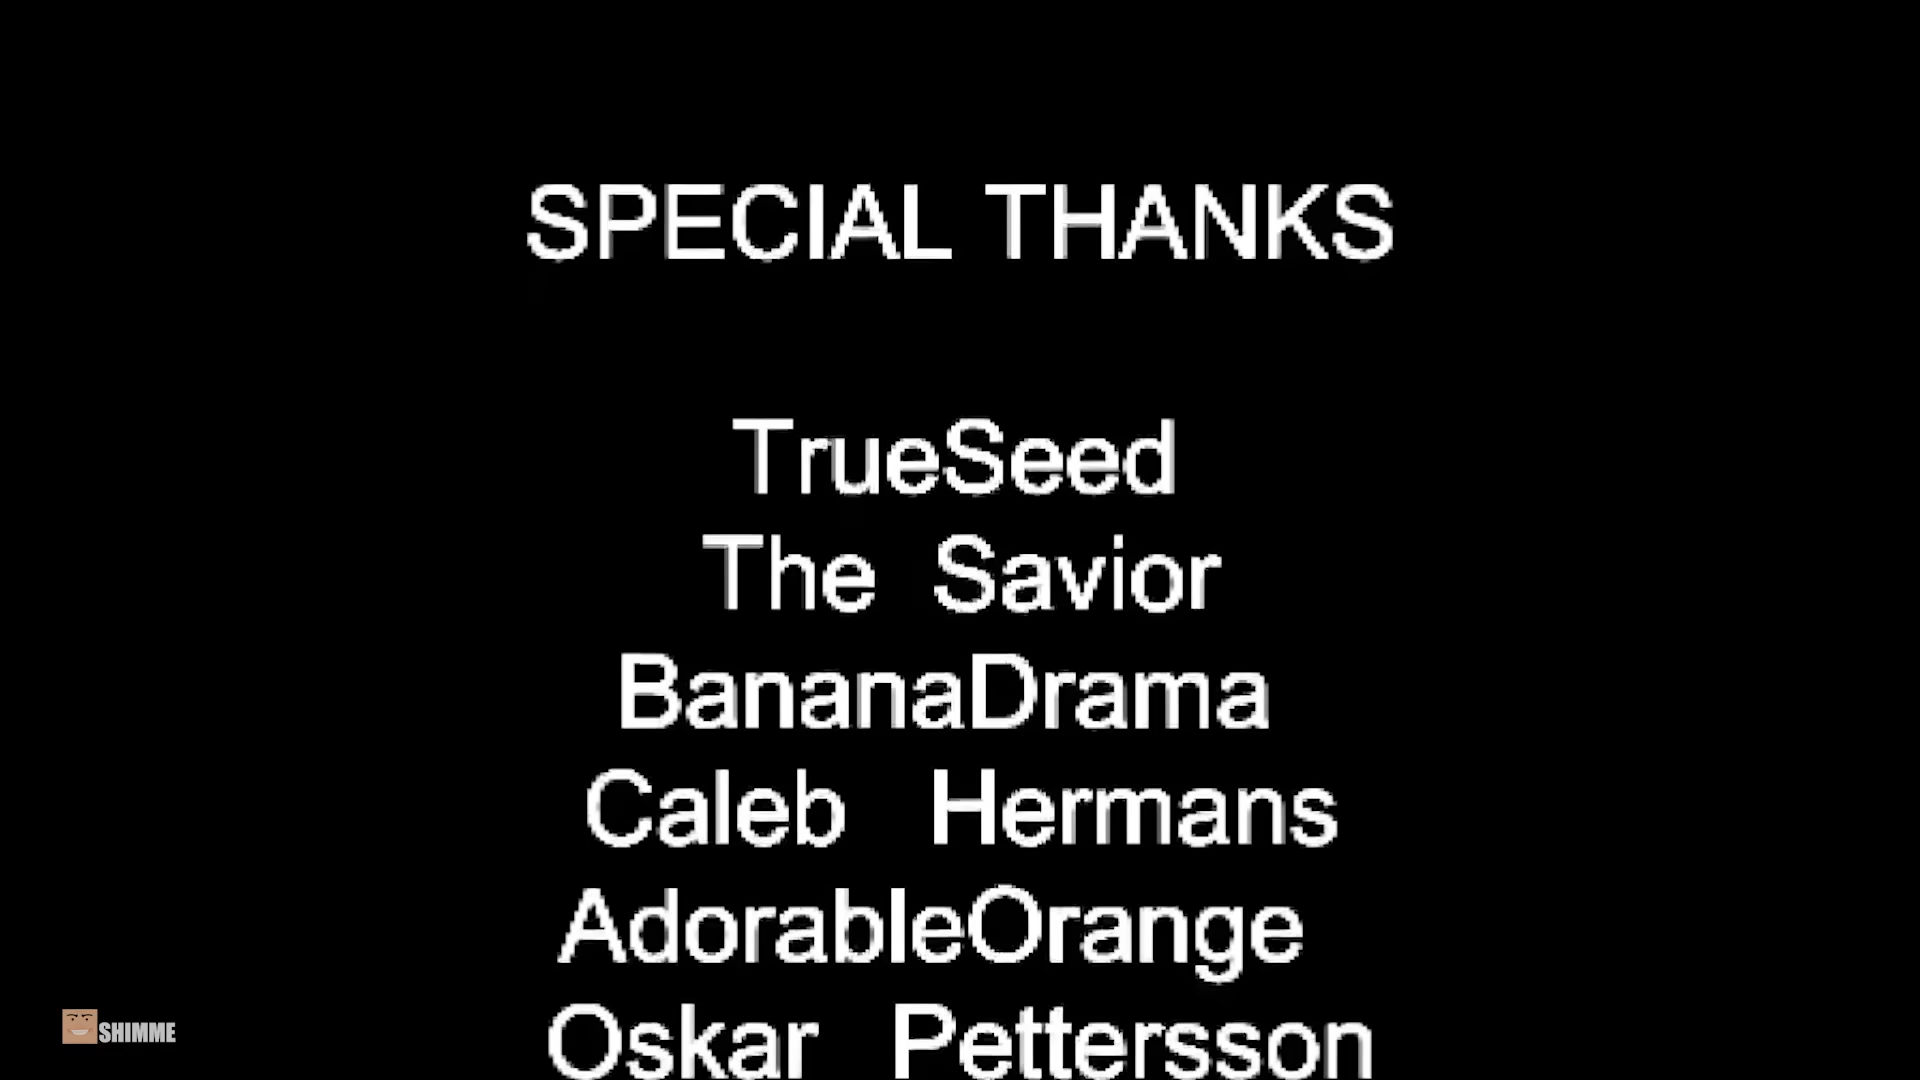 SPECIAL THANKS
TrueSeed
The Savior
BananaDrama
Caleb Hermans
AdorableOrange
Oskar Pettersson
SHIMME